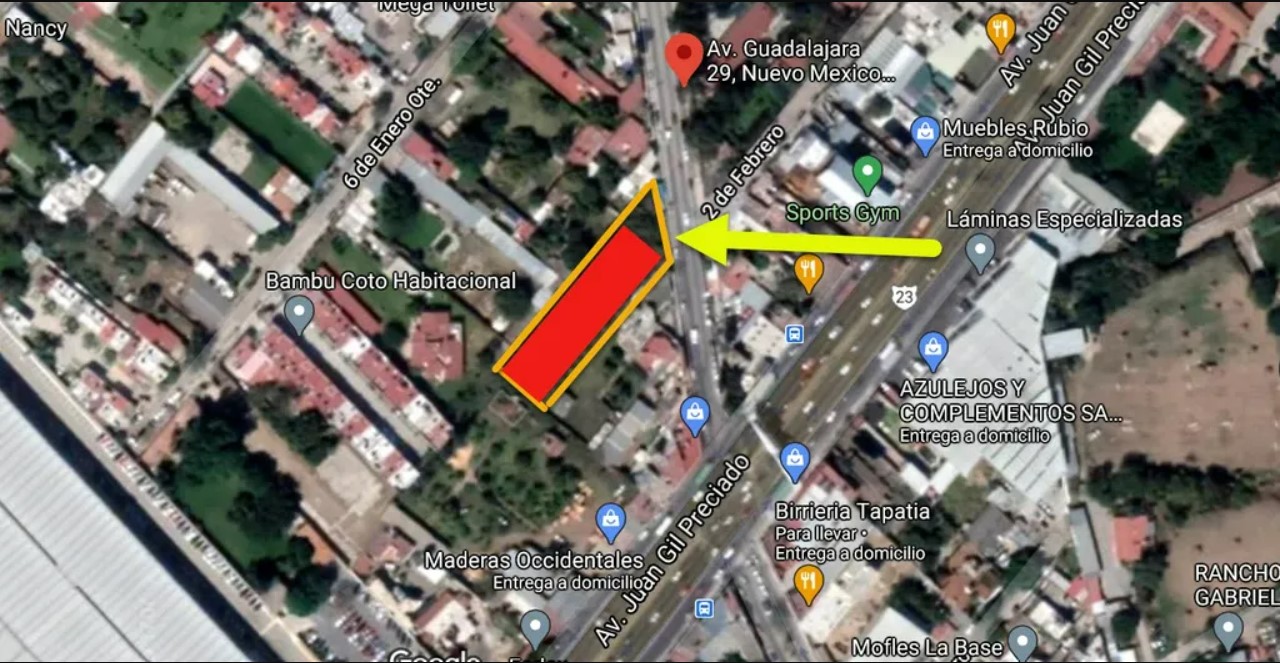 Nancy
Mega Toilet
Av. Guadalajara
29, Nuevo Mexico...
Av. Juan
Juan Gil Preciado
6 de Enero Ote.
2 de Febrero
Muebles Rubio
Entrega a domicilio
Sports Gym
Láminas Especializadas
Bambu Coto Habitacional
23
AZULEJOS Y
COMPLEMENTOS SA...
Entrega a domicilio
Av. Juan Gil Preciado
Birrieria Tapatia
Para llevar •
Entrega a domicilio
Maderas Occidentales
Entrega a domicilio
RANCHO
GABRIEL
Mofles La Base
Google